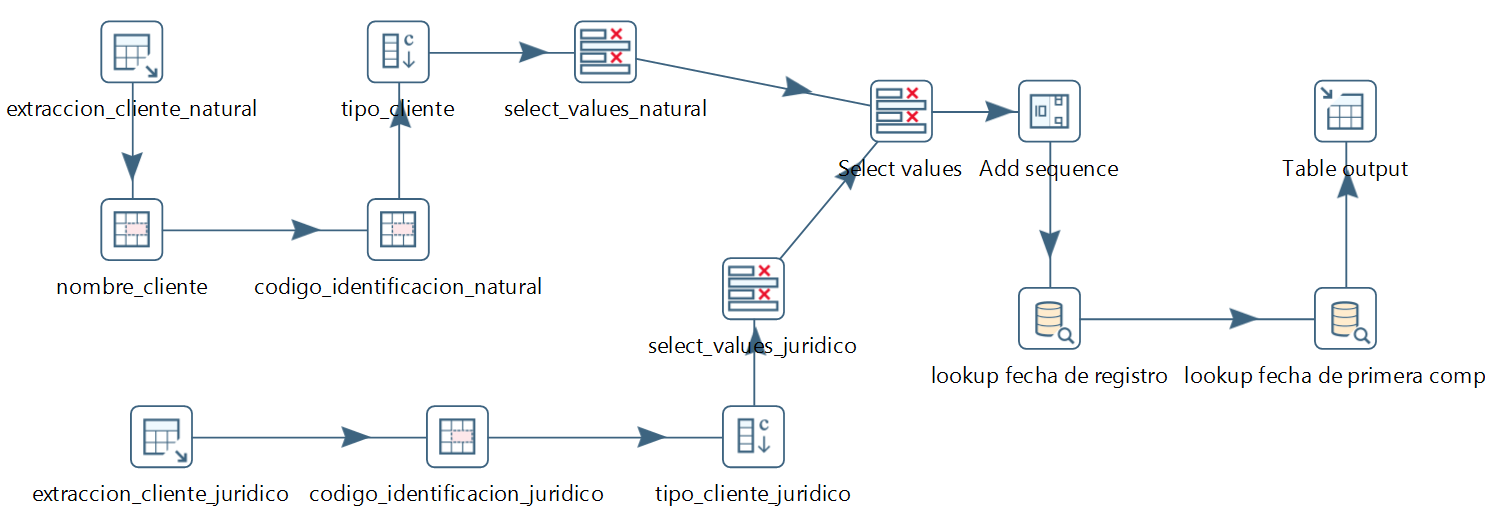 extraccion_cliente_natural
tipo_cliente
select_values_natural
Select values
Add sequence
Table output
nombre_cliente
codigo_identificacion_natural
select_values_juridico
lookup fecha de registro
lookup fecha de primera comp
extraccion_cliente_juridico
codigo_identificacion_juridico
tipo_cliente_juridico